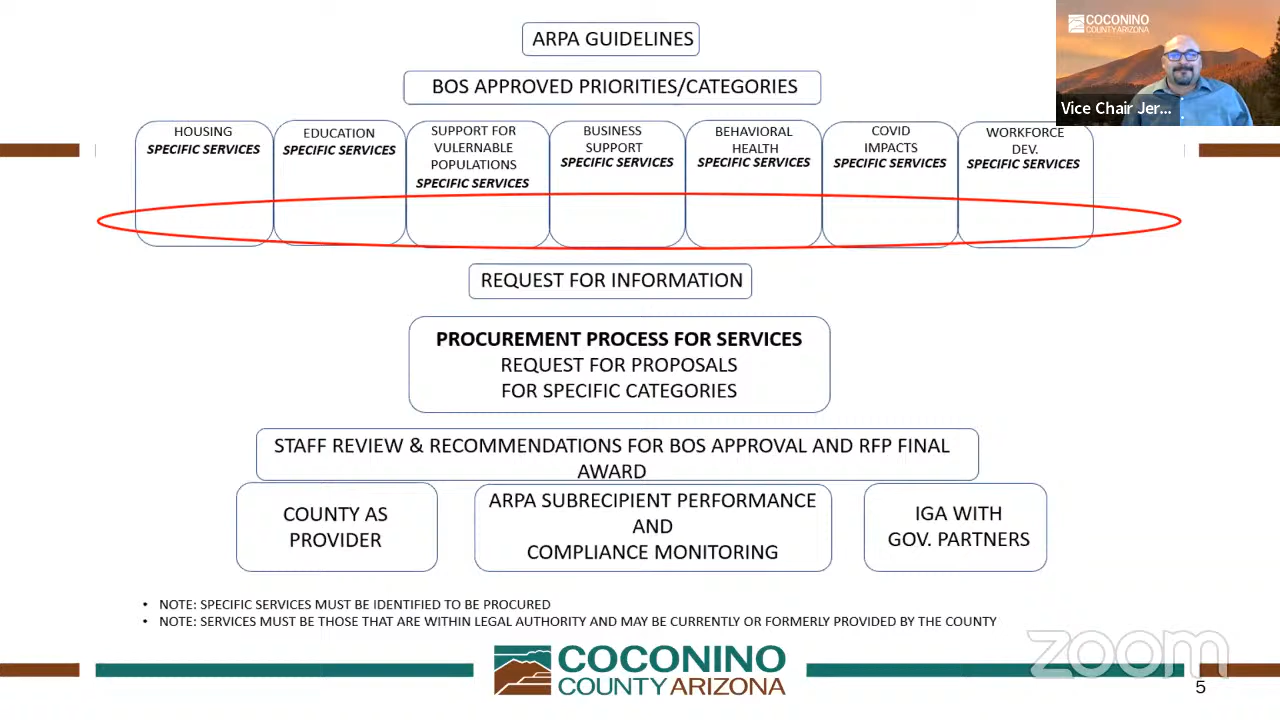 ARPA GUIDELINES
BOS APPROVED PRIORITIES/CATEGORIES
COCONINO
COUNTY ARIZONA
Vice Chair Jer...
HOUSING
SPECIFIC SERVICES
EDUCATION
SPECIFIC SERVICES
SUPPORT FOR
VULERNABLE
POPULATIONS
SPECIFIC SERVICES
BUSINESS
SUPPORT
SPECIFIC SERVICES
BEHAVIORAL
HEALTH
SPECIFIC SERVICES
COVID
IMPACTS
SPECIFIC SERVICES
WORKFORCE
DEV.
SPECIFIC SERVICES
REQUEST FOR INFORMATION
PROCUREMENT PROCESS FOR SERVICES
REQUEST FOR PROPOSALS
FOR SPECIFIC CATEGORIES
STAFF REVIEW & RECOMMENDATIONS FOR BOS APPROVAL AND RFP FINAL
AWARD
COUNTY AS
PROVIDER
ARPA SUBRECIPIENT PERFORMANCE
AND
COMPLIANCE MONITORING
IGA WITH
GOV. PARTNERS
• NOTE: SPECIFIC SERVICES MUST BE IDENTIFIED TO BE PROCURED
• NOTE: SERVICES MUST BE THOSE THAT ARE WITHIN LEGAL AUTHORITY AND MAY BE CURRENTLY OR FORMERLY PROVIDED BY THE COUNTY
zoom
COCONINO
COUNTY ARIZONA
5